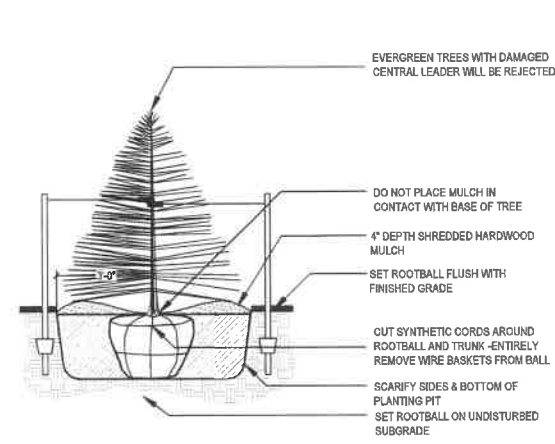 EVERGREEN TREES WITH DAMAGED
CENTRAL LEADER WILL BE REJECTED
DO NOT PLACE MULCH IN
CONTACT WITH BASE OF TREE
4" DEPTH SHREDDED HARDWOOD
MULCH
SET ROOTBALL FLUSH WITH
FINISHED GRADE
CUT SYNTHETIC CORDS AROUND
ROOTBALL AND TRUNK -ENTIRELY
REMOVE WIRE BASKETS FROM BALL
SCARIFY SIDES & BOTTOM OF
PLANTING PIT
SET ROOTBALL ON UNDISTURBED
SUBGRADE